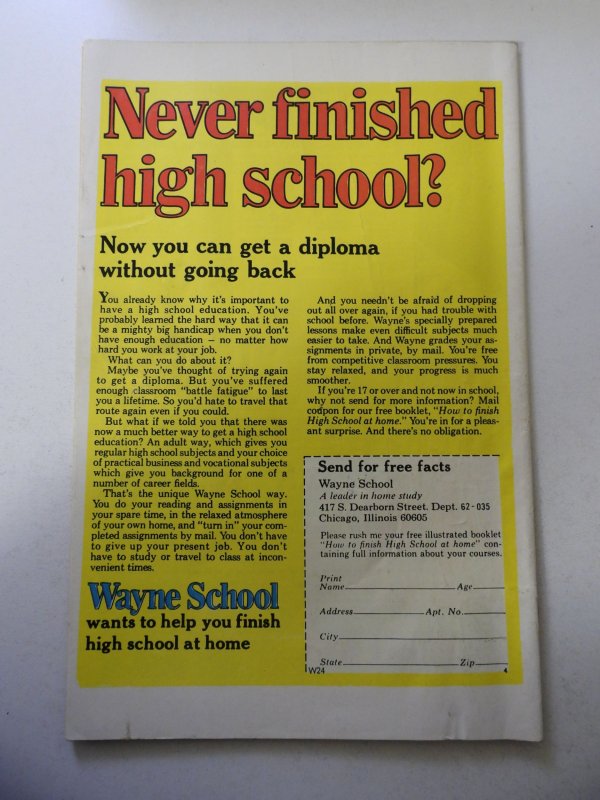 Never finished
high school?
Now you can get a diploma
without going back
You already know why it's important to
have a high school education. You've
probably learned the hard way that it can
be a mighty big handicap when you don't
have enough education — no matter how
hard you work at your job.
What can you do about it?
Maybe you've thought of trying again
to get a diploma. But you've suffered
enough classroom "battle fatigue" to last
you a lifetime. So you'd hate to travel that
route again even if you could.
But what if we told you that there was
now a much better way to get a high school
education? An adult way, which gives you
regular high school subjects and your choice
of practical business and vocational subjects
which give you background for one of a
number of career fields.
That's the unique Wayne School way.
You do your reading and assignments in
your spare time, in the relaxed atmosphere
of your own home, and "turn in" your com-
pleted assignments by mail. You don't have
to give up your present job. You don't
have to study or travel to class at incon-
venient times.
Wayne School
wants to help you finish
high school at home
And you needn't be afraid of dropping
out all over again, if you had trouble with
school before. Wayne's specially prepared
lessons make even difficult subjects much
easier to take. And Wayne grades your as-
signments in private, by mail. You're free
from competitive classroom pressures. You
stay relaxed, and your progress is much
smoother.
If you're 17 or over and not now in school,
why not send for more information? Mail
coupon for our free booklet, "How to finish
High School at home." You're in for a pleas-
ant surprise. And there's no obligation.
Send for free facts
Wayne School
A leader in home study
417 S. Dearborn Street. Dept. 62-035
Chicago, Illinois 60605
Please rush me your free illustrated booklet
"How to finish High School at home" con-
taining full information about your courses.
Print
Name Age
Address Apt. No.
City
State Zip
W24 4